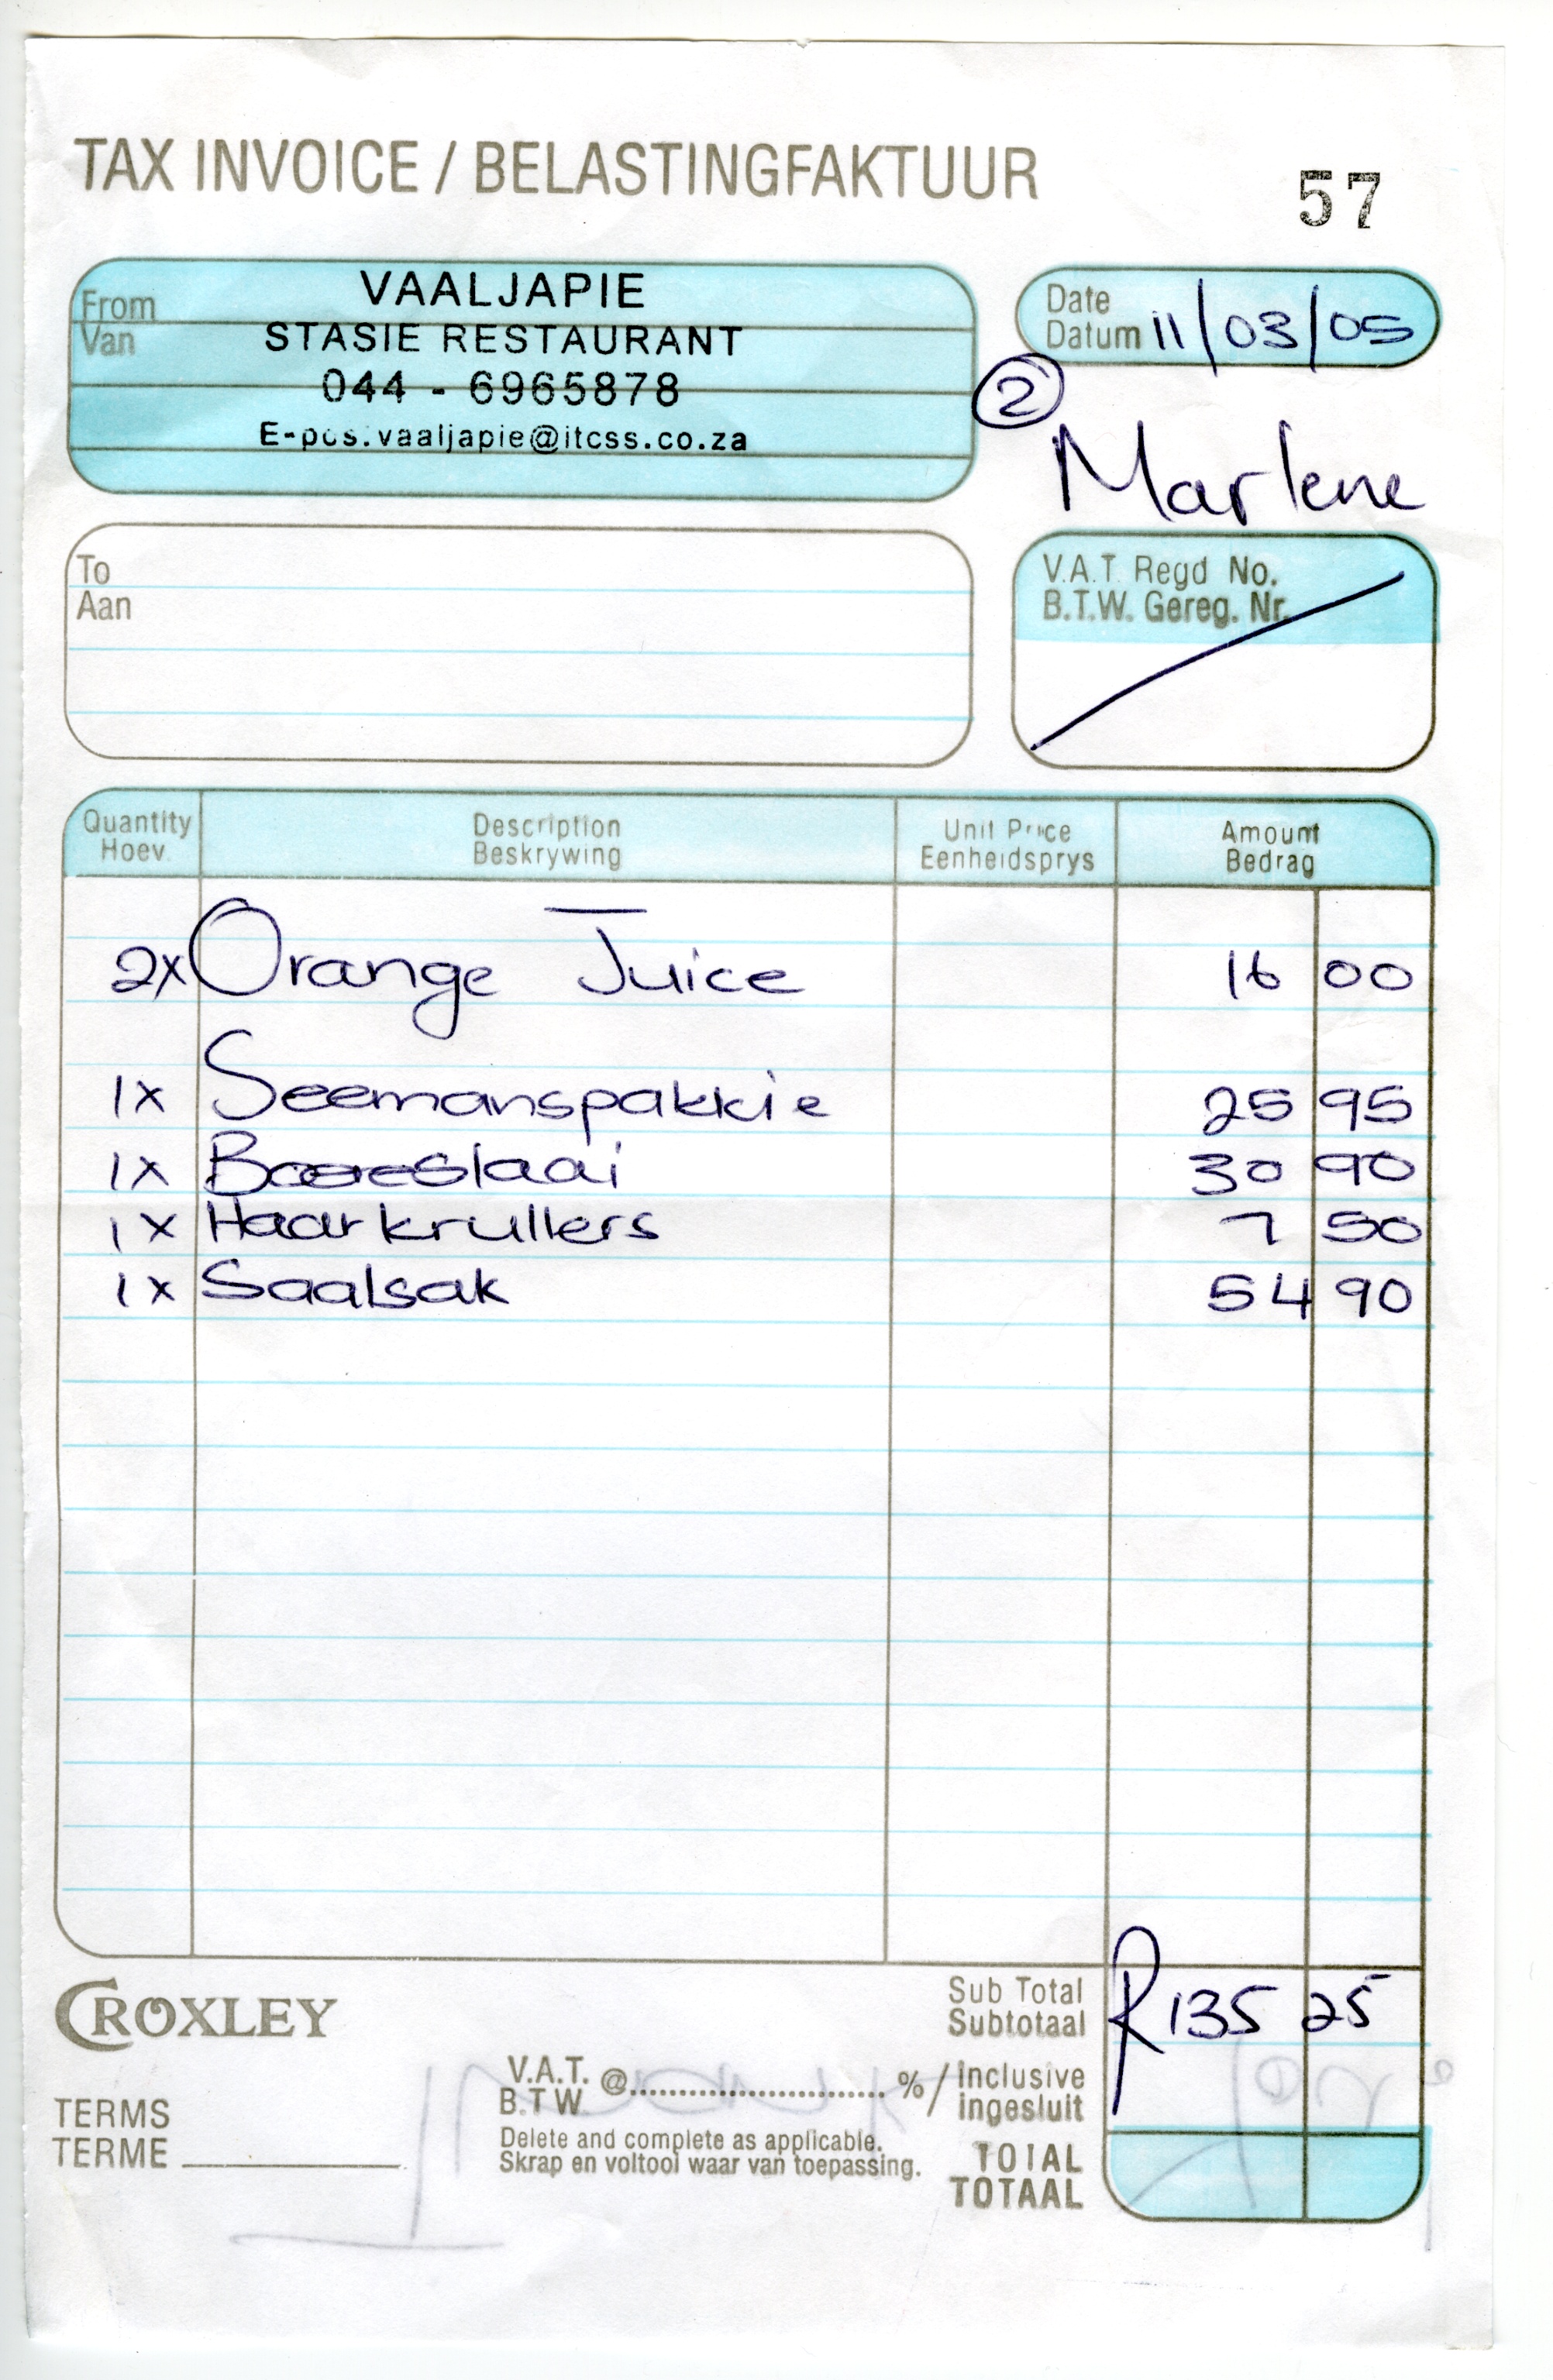 TAX INVOICE / BELASTINGFAKTUUR
57
From
Van
VAALJAPIE
STASIE RESTAURANT
044 - 6965878
E-pos.vaaljapie@itcss.co.za
Date
Datum 11/03/05
2
Marlene
To
Aan
V.A.T. Regd No.
B.T.W. Gereg. Nr.
Quantity Description Unit Price Amount
Hoev. Beskrywing Eenheidsprys Bedrag
2x Orange Juice 16 00
1x Seemanspakkie 25 95
1x Boereslaai 30 90
1x Haarkrullers 7 50
1x Saalsak 54 90
CROXLEY
Sub Total
Subtotaal
R135 25
V.A.T.
B.T.W @ % / Inclusive
ingesluit
TERMS
TERME
Delete and complete as applicable.
Skrap en voltooi waar van toepassing.
TOTAL
TOTAAL